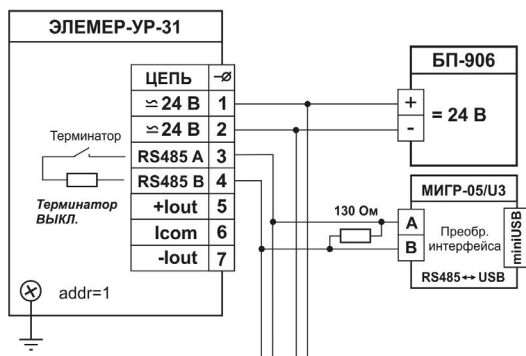 ЭЛЕМЕР-УР-31
ЦЕПЬ
≂ 24 В 1
≂ 24 В 2
RS485 A 3
RS485 B 4
+Iout 5
Icom 6
-Iout 7
Терминатор
Терминатор
ВЫКЛ.
addr=1
БП-906
+
-
= 24 В
МИГР-05/U3
130 Ом
A
B
Преобр.
интерфейса
miniUSB
RS485↔USB